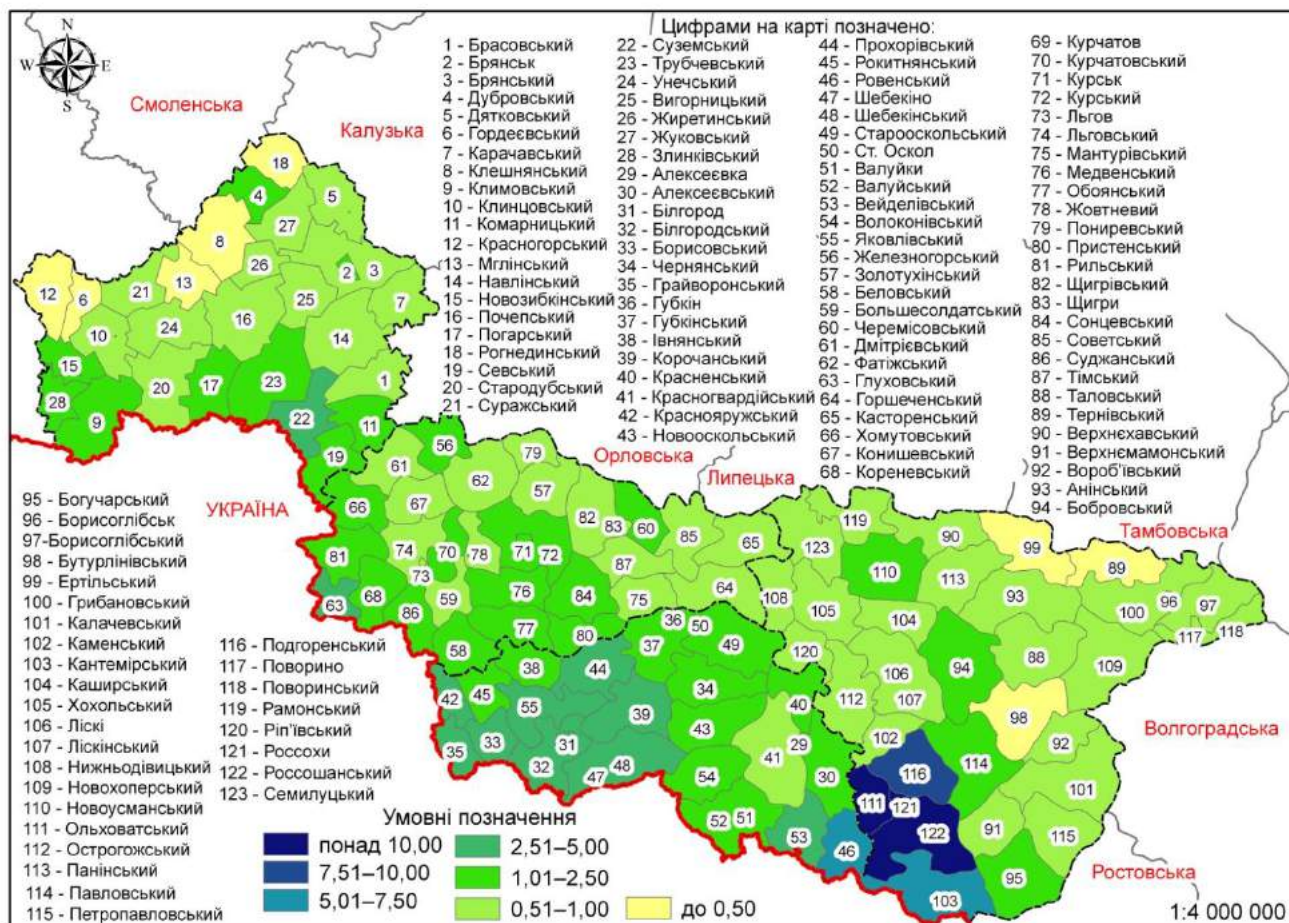 Цифрами на карті позначено:
N
W
E
S
Смоленська
Калузька
Орловська
Липецька
Тамбовська
Волгоградська
Ростовська
УКРАЇНА
1 - Брасовський
2 - Брянськ
3 - Брянський
4 - Дубровський
5 - Дятковський
6 - Гордеєвський
7 - Карачавський
8 - Клешнянський
9 - Климовський
10 - Клинцовський
11 - Комарницький
12 - Красногорський
13 - Мглінський
14 - Навлінський
15 - Новозибкінський
16 - Почепський
17 - Погарський
18 - Рогнединський
19 - Севський
20 - Стародубський
21 - Суражський
22 - Суземський
23 - Трубчевський
24 - Унечський
25 - Вигорницький
26 - Жиретинський
27 - Жуковський
28 - Злинківський
29 - Алексеєвка
30 - Алексеєвський
31 - Білгород
32 - Білгородський
33 - Борисовський
34 - Чернянський
35 - Грайворонський
36 - Губкін
37 - Губкінський
38 - Івнянський
39 - Корочанський
40 - Красненський
41 - Красногвардійський
42 - Краснояружський
43 - Новооскольський
44 - Прохорівський
45 - Рокитнянський
46 - Ровенський
47 - Шебекіно
48 - Шебекінський
49 - Старооскольський
50 - Ст. Оскол
51 - Валуйки
52 - Валуйський
53 - Вейделівський
54 - Волоконівський
55 - Яковлівський
56 - Железногорський
57 - Золотухінський
58 - Беловський
59 - Большесолдатський
60 - Черемісовський
61 - Дмітрієвський
62 - Фатіжський
63 - Глуховський
64 - Горшеченський
65 - Касторенський
66 - Хомутовський
67 - Конишевський
68 - Кореневський
69 - Курчатов
70 - Курчатовський
71 - Курськ
72 - Курський
73 - Льгов
74 - Льговський
75 - Мантурівський
76 - Медвенський
77 - Обоянський
78 - Жовтневий
79 - Пониревський
80 - Пристенський
81 - Рильський
82 - Щигрівський
83 - Щигри
84 - Сонцевський
85 - Советський
86 - Суджанський
87 - Тімський
88 - Таловський
89 - Тернівський
90 - Верхнєхавський
91 - Верхнємамонський
92 - Вороб'ївський
93 - Анінський
94 - Бобровський
95 - Богучарський
96 - Борисоглібськ
97-Борисоглібський
98 - Бутурлінівський
99 - Ертільський
100 - Грибановський
101 - Калачевський
102 - Каменський
103 - Кантемірський
104 - Каширський
105 - Хохольський
106 - Ліскі
107 - Ліскінський
108 - Нижньодівицький
109 - Новохоперський
110 - Новоусманський
111 - Ольховатський
112 - Острогожський
113 - Панінський
114 - Павловський
115 - Петропавловський
116 - Подгоренський
117 - Поворино
118 - Поворинський
119 - Рамонський
120 - Ріп'ївський
121 - Россохи
122 - Россошанський
123 - Семилуцький
Умовні позначення
понад 10,00
7,51–10,00
5,01–7,50
2,51–5,00
1,01–2,50
0,51–1,00
до 0,50
1:4 000 000